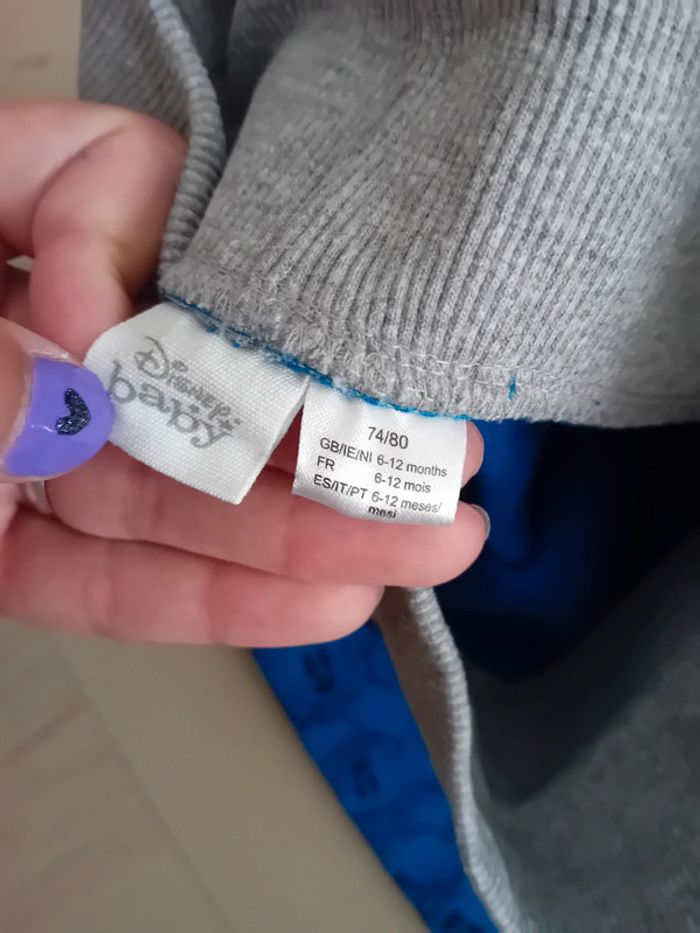 Disney
baby
74/80
GB/IE/NI 6-12 months
FR 6-12 mois
ES/IT/PT 6-12 meses/
mesi